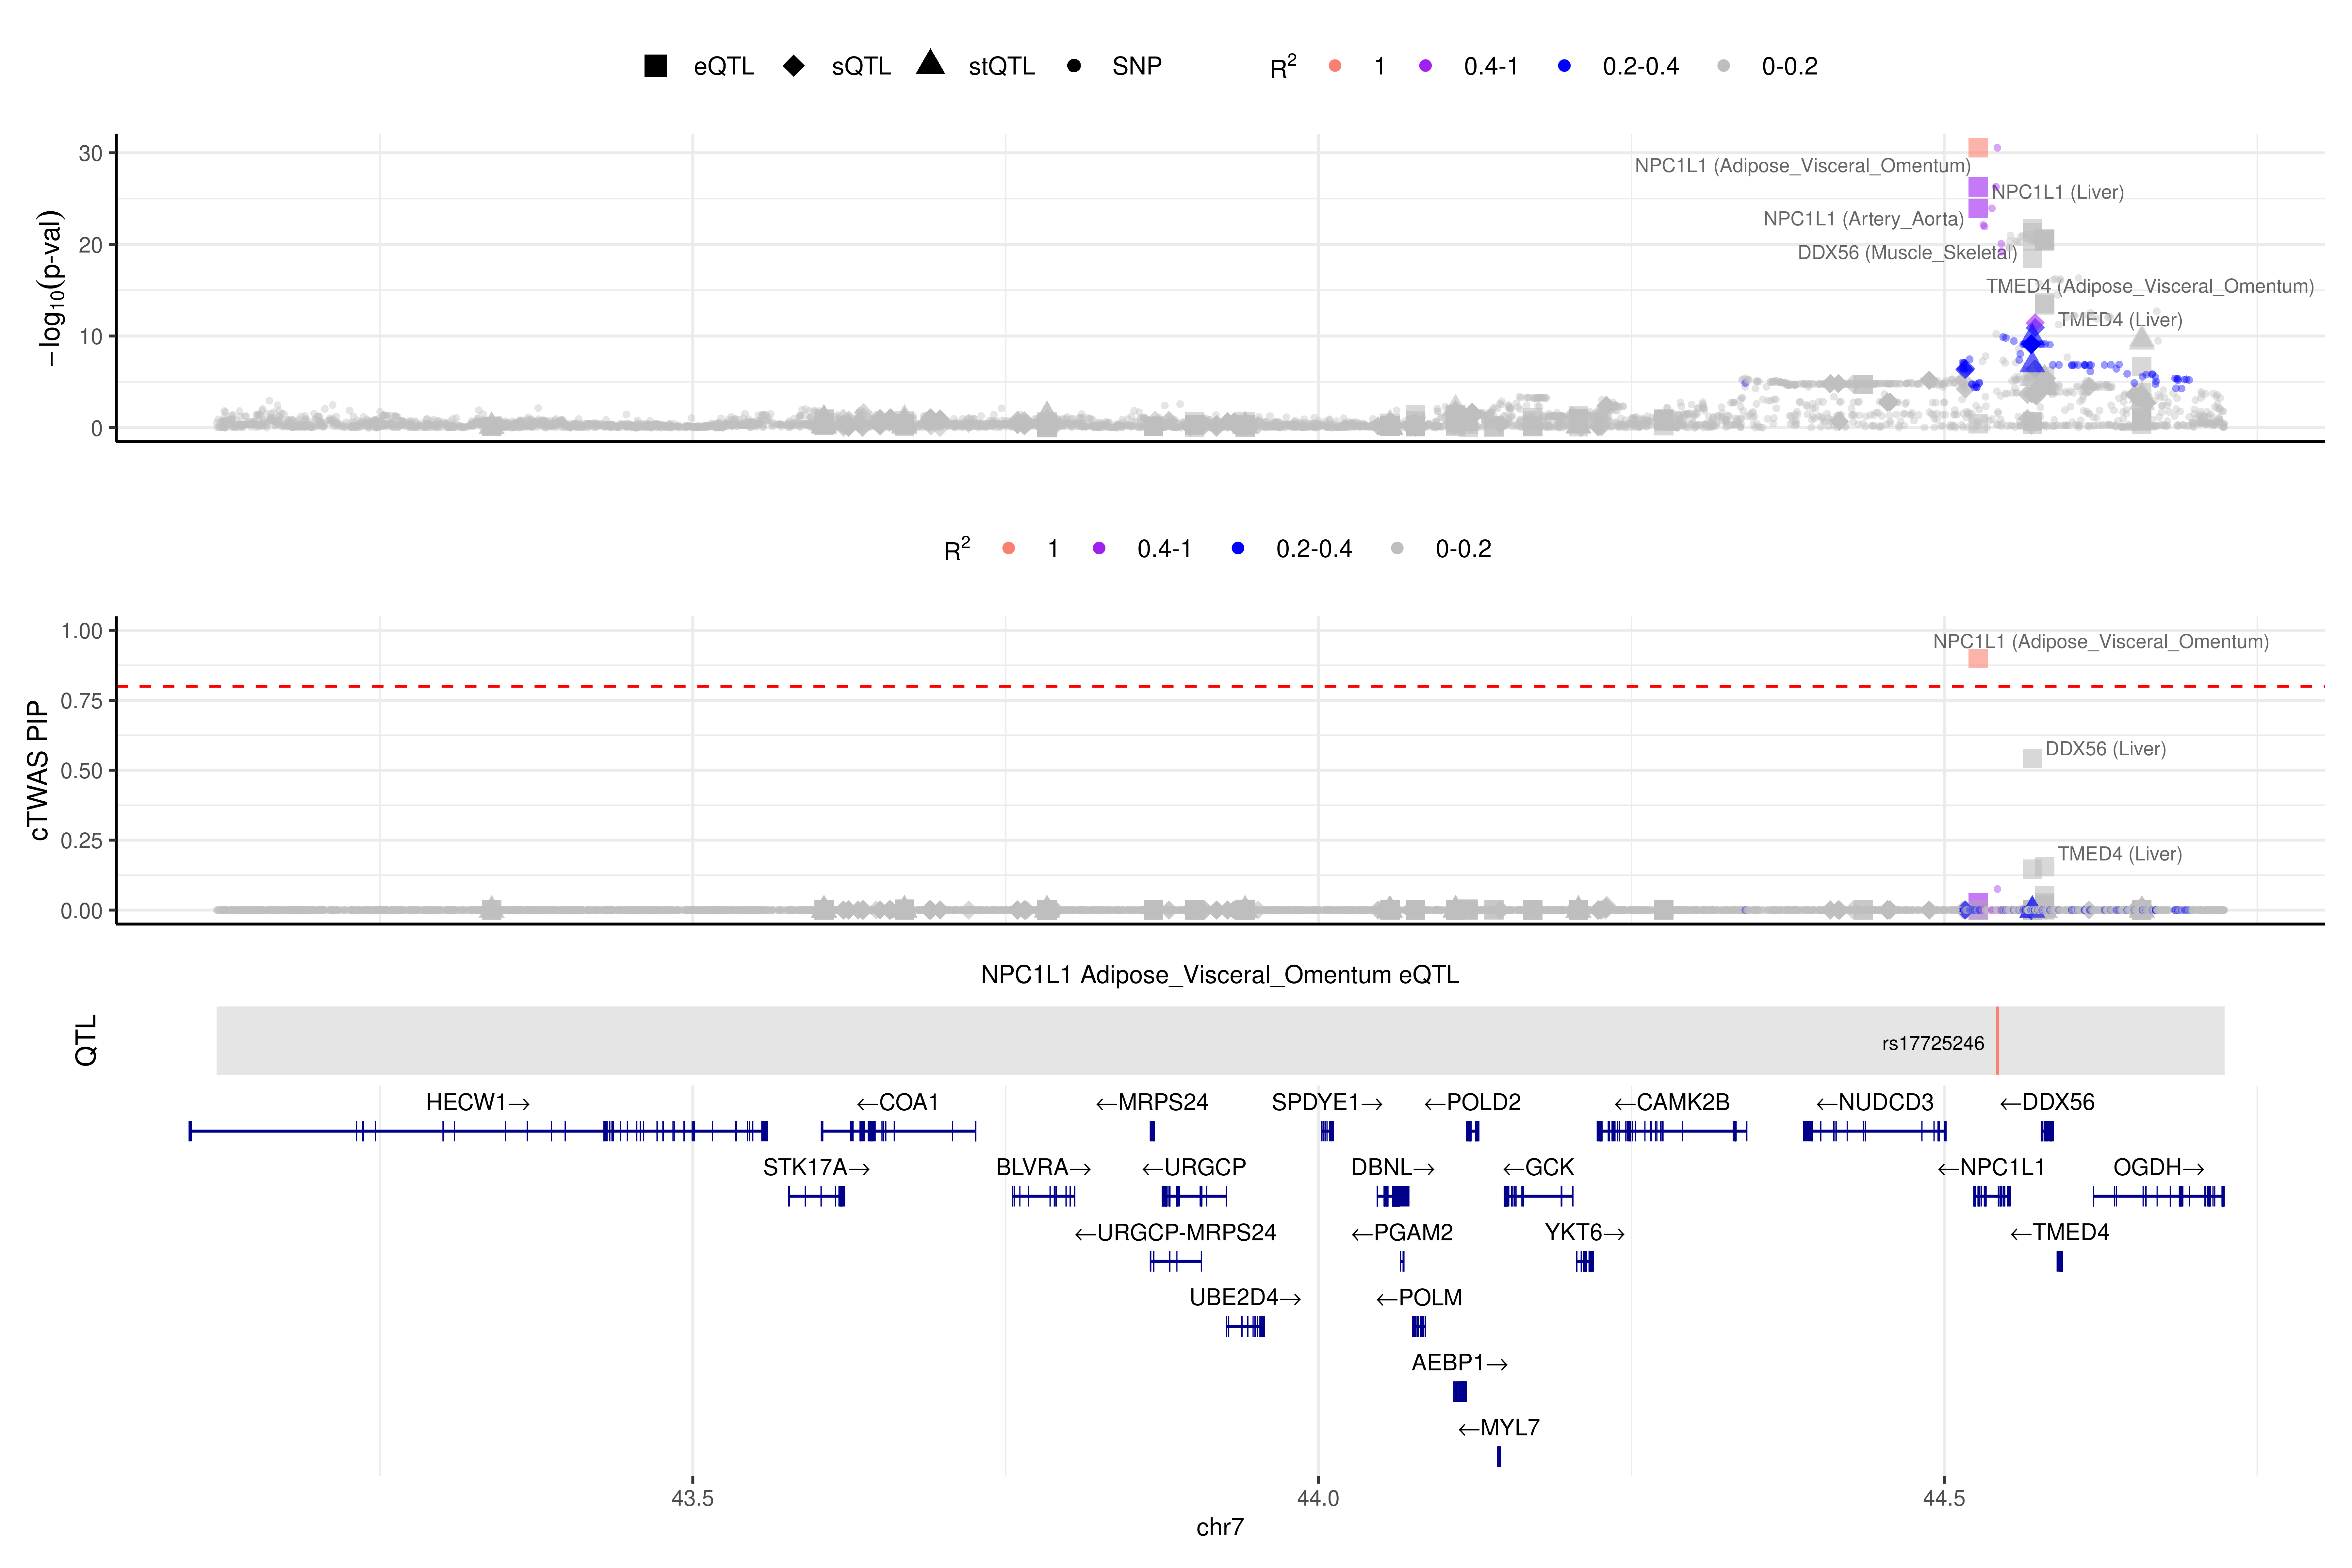 eQTL sQTL stQTL SNP R2 1 0.4-1 0.2-0.4 0-0.2
−log10(p-val)
30
20
10
0
NPC1L1 (Adipose_Visceral_Omentum)
NPC1L1 (Liver)
NPC1L1 (Artery_Aorta)
DDX56 (Muscle_Skeletal)
TMED4 (Adipose_Visceral_Omentum)
TMED4 (Liver)
R2 1 0.4-1 0.2-0.4 0-0.2
cTWAS PIP
1.00
0.75
0.50
0.25
0.00
NPC1L1 (Adipose_Visceral_Omentum)
DDX56 (Liver)
TMED4 (Liver)
NPC1L1 Adipose_Visceral_Omentum eQTL
QTL
rs17725246
HECW1→ ←COA1 ←MRPS24 SPDYE1→ ←POLD2 ←CAMK2B ←NUDCD3 ←DDX56
STK17A→ BLVRA→ ←URGCP DBNL→ ←GCK ←NPC1L1 OGDH→
←URGCP-MRPS24 ←PGAM2 YKT6→ ←TMED4
UBE2D4→ ←POLM
AEBP1→
←MYL7
43.5 44.0 44.5
chr7